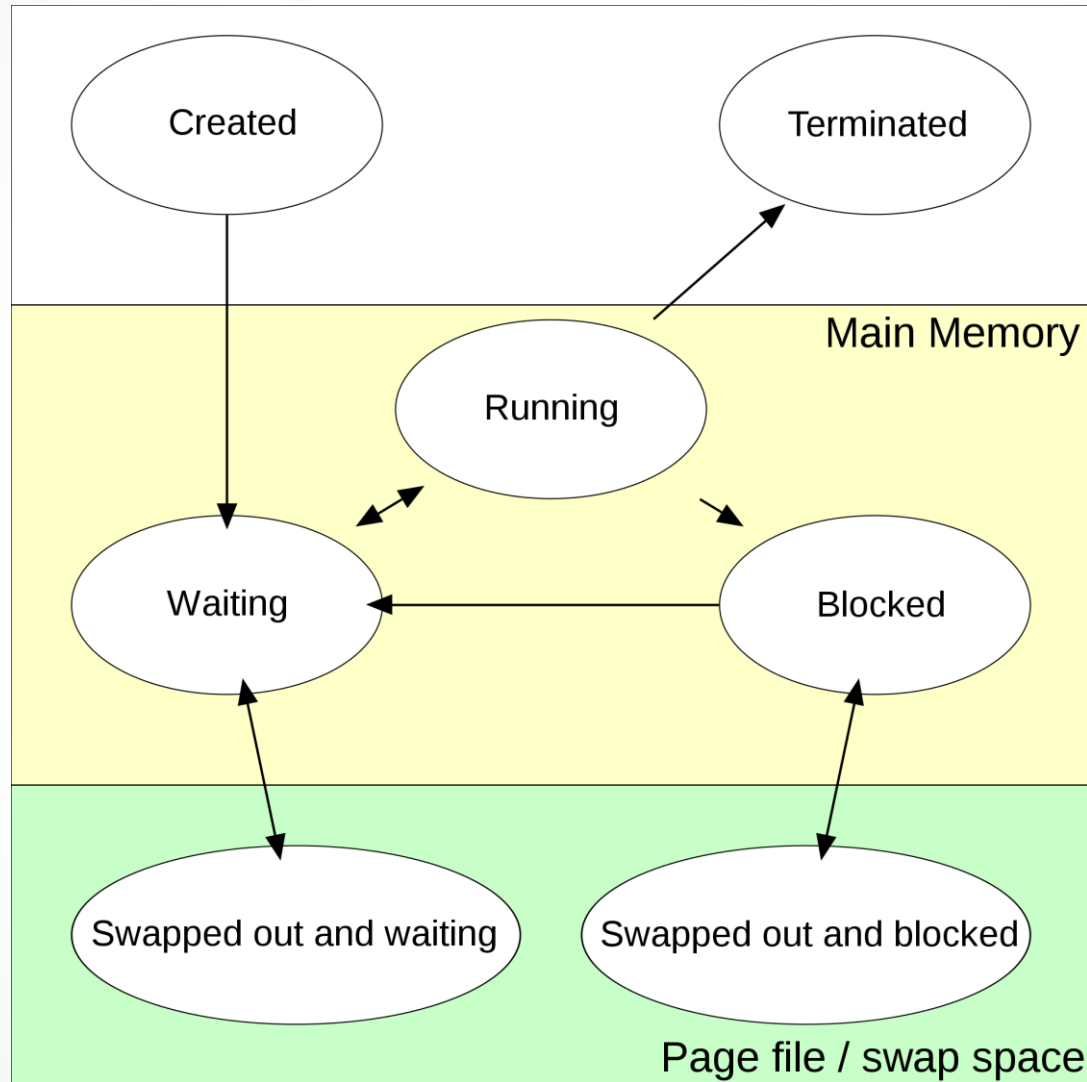 Created
Terminated
Main Memory
Running
Waiting
Blocked
Swapped out and waiting
Swapped out and blocked
Page file / swap space